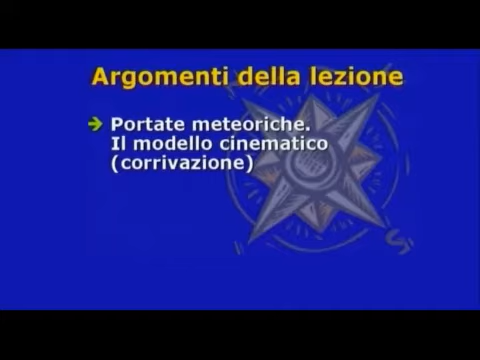 Argomenti della lezione
Portate meteoriche.
Il modello cinematico
(corrivazione)